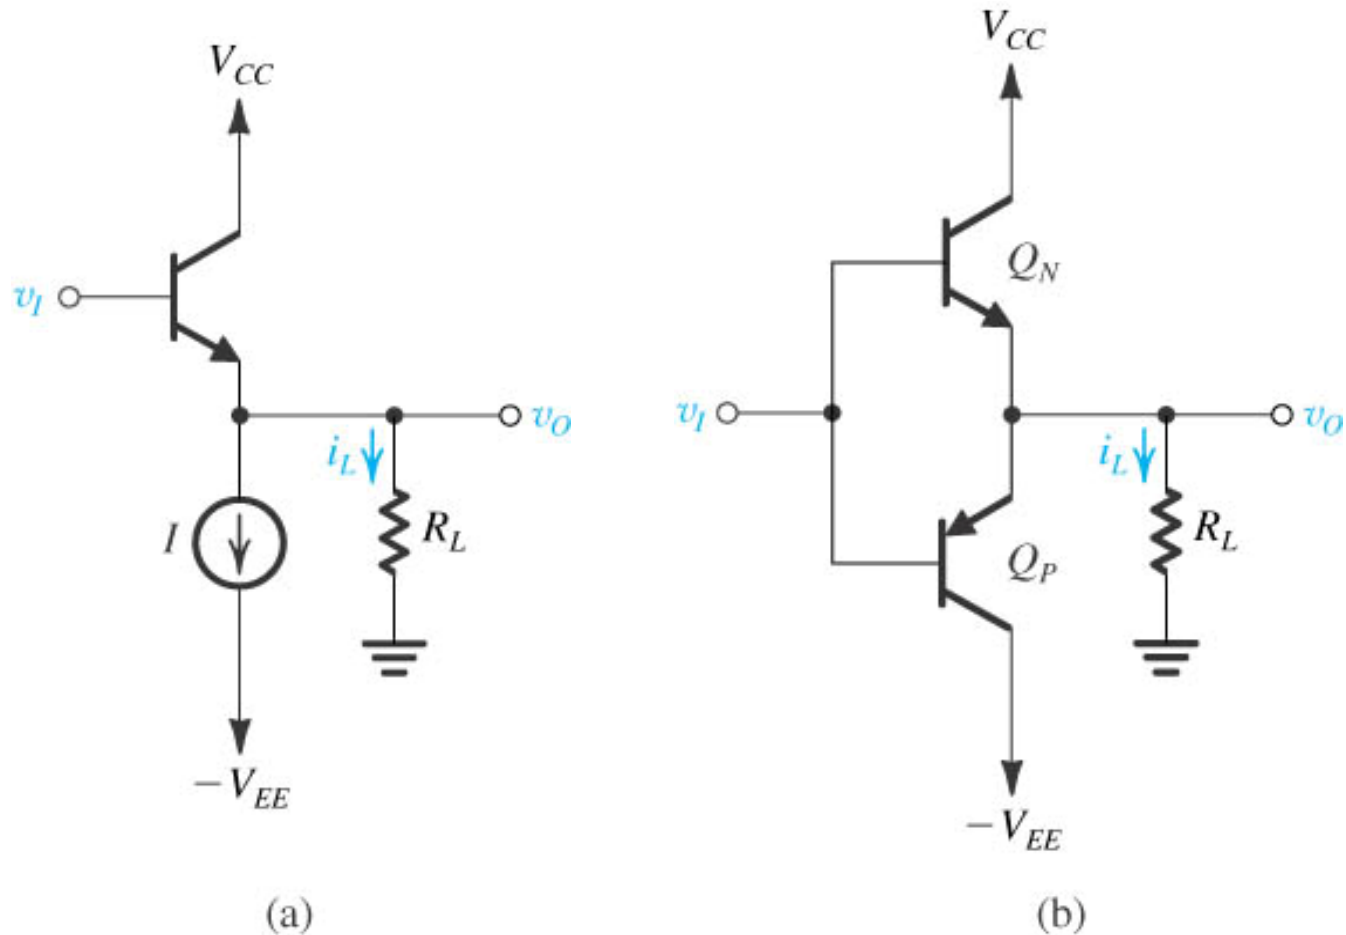 V_CC
v_I
v_O
i_L
I
R_L
−V_EE
(a)
V_CC
Q_N
v_I
v_O
i_L
R_L
Q_P
−V_EE
(b)